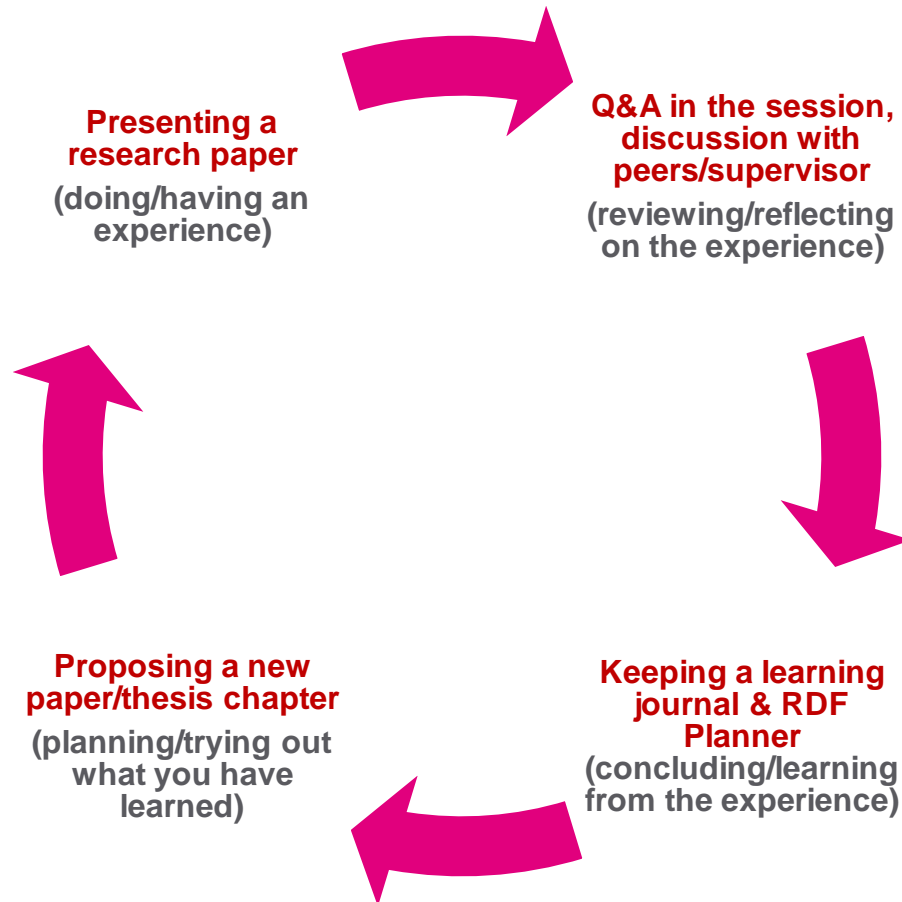 Presenting a
research paper
(doing/having an
experience)
Q&A in the session,
discussion with
peers/supervisor
(reviewing/reflecting
on the experience)
Keeping a learning
journal & RDF
Planner
(concluding/learning
from the experience)
Proposing a new
paper/thesis chapter
(planning/trying out
what you have
learned)